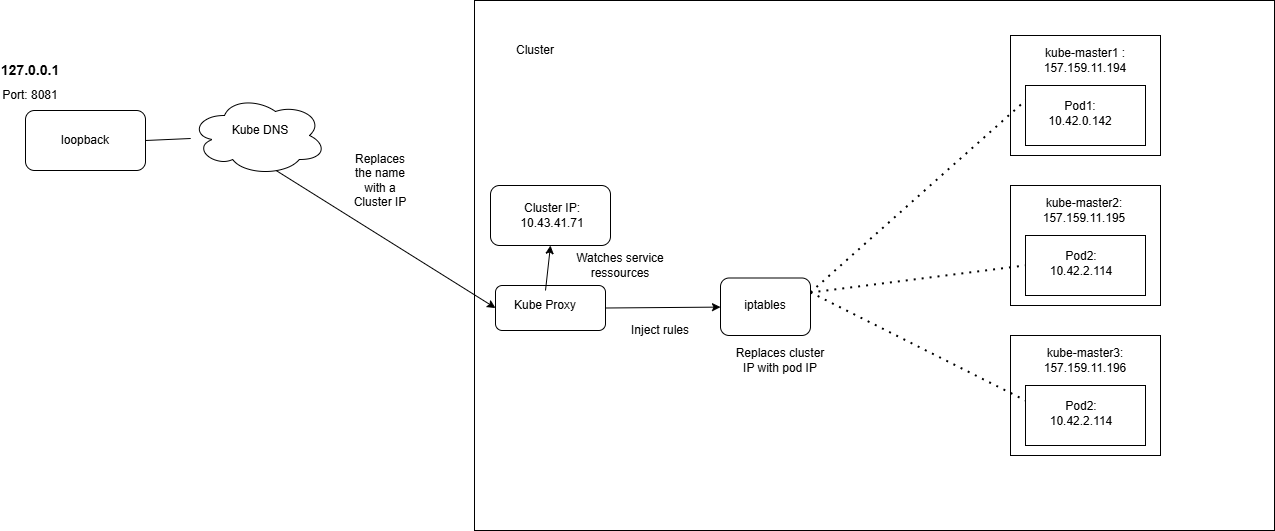 127.0.0.1
Port: 8081
loopback
Kube DNS
Replaces
the name
with a
Cluster IP
Cluster
Cluster IP:
10.43.41.71
Watches service
ressources
Kube Proxy
Inject rules
iptables
Replaces cluster
IP with pod IP
kube-master1 :
157.159.11.194
Pod1:
10.42.0.142
kube-master2:
157.159.11.195
Pod2:
10.42.2.114
kube-master3:
157.159.11.196
Pod2:
10.42.2.114